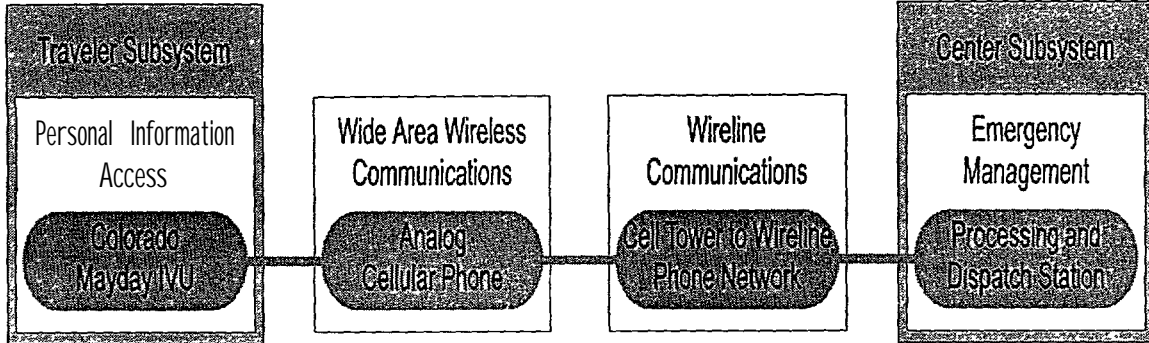 Traveler Subsystem
Personal Information
Access
Colorado
Mayday IVU
Wide Area Wireless
Communications
Analog
Cellular Phone
Wireline
Communications
Cell Tower to Wireline
Phone Network
Center Subsystem
Emergency
Management
Processing and
Dispatch Station